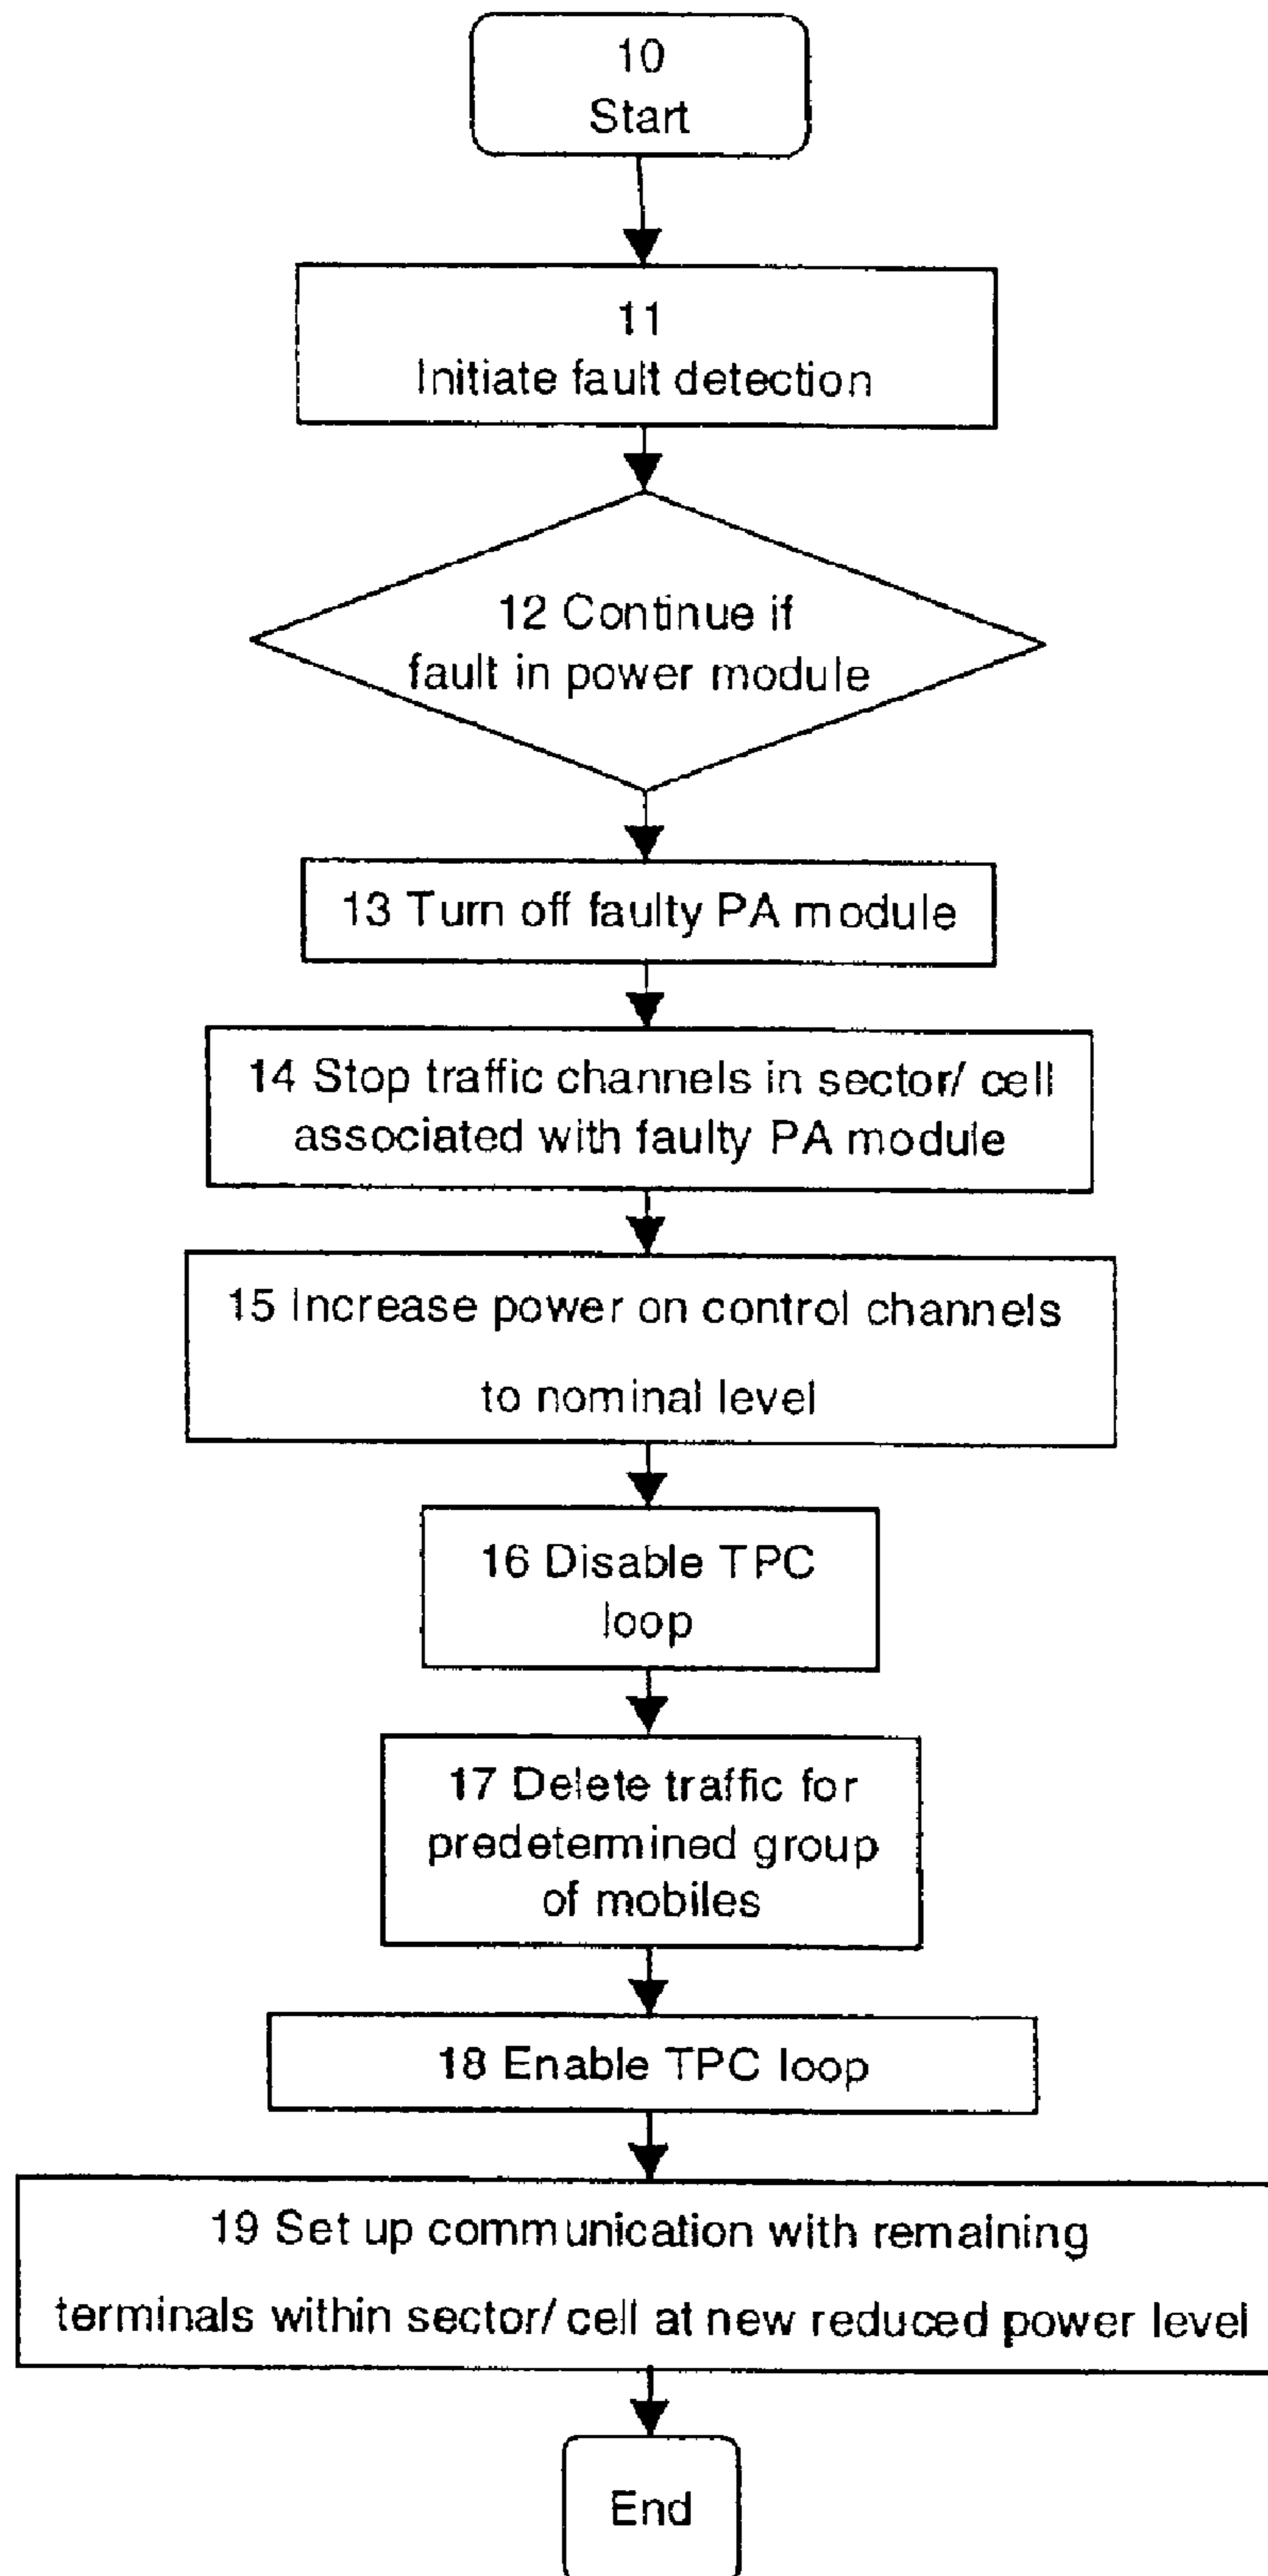 10
Start
11
Initiate fault detection
12 Continue if
fault in power module
13 Turn off faulty PA module
14 Stop traffic channels in sector/ cell
associated with faulty PA module
15 Increase power on control channels
to nominal level
16 Disable TPC
loop
17 Delete traffic for
predetermined group
of mobiles
18 Enable TPC loop
19 Set up communication with remaining
terminals within sector/ cell at new reduced power level
End